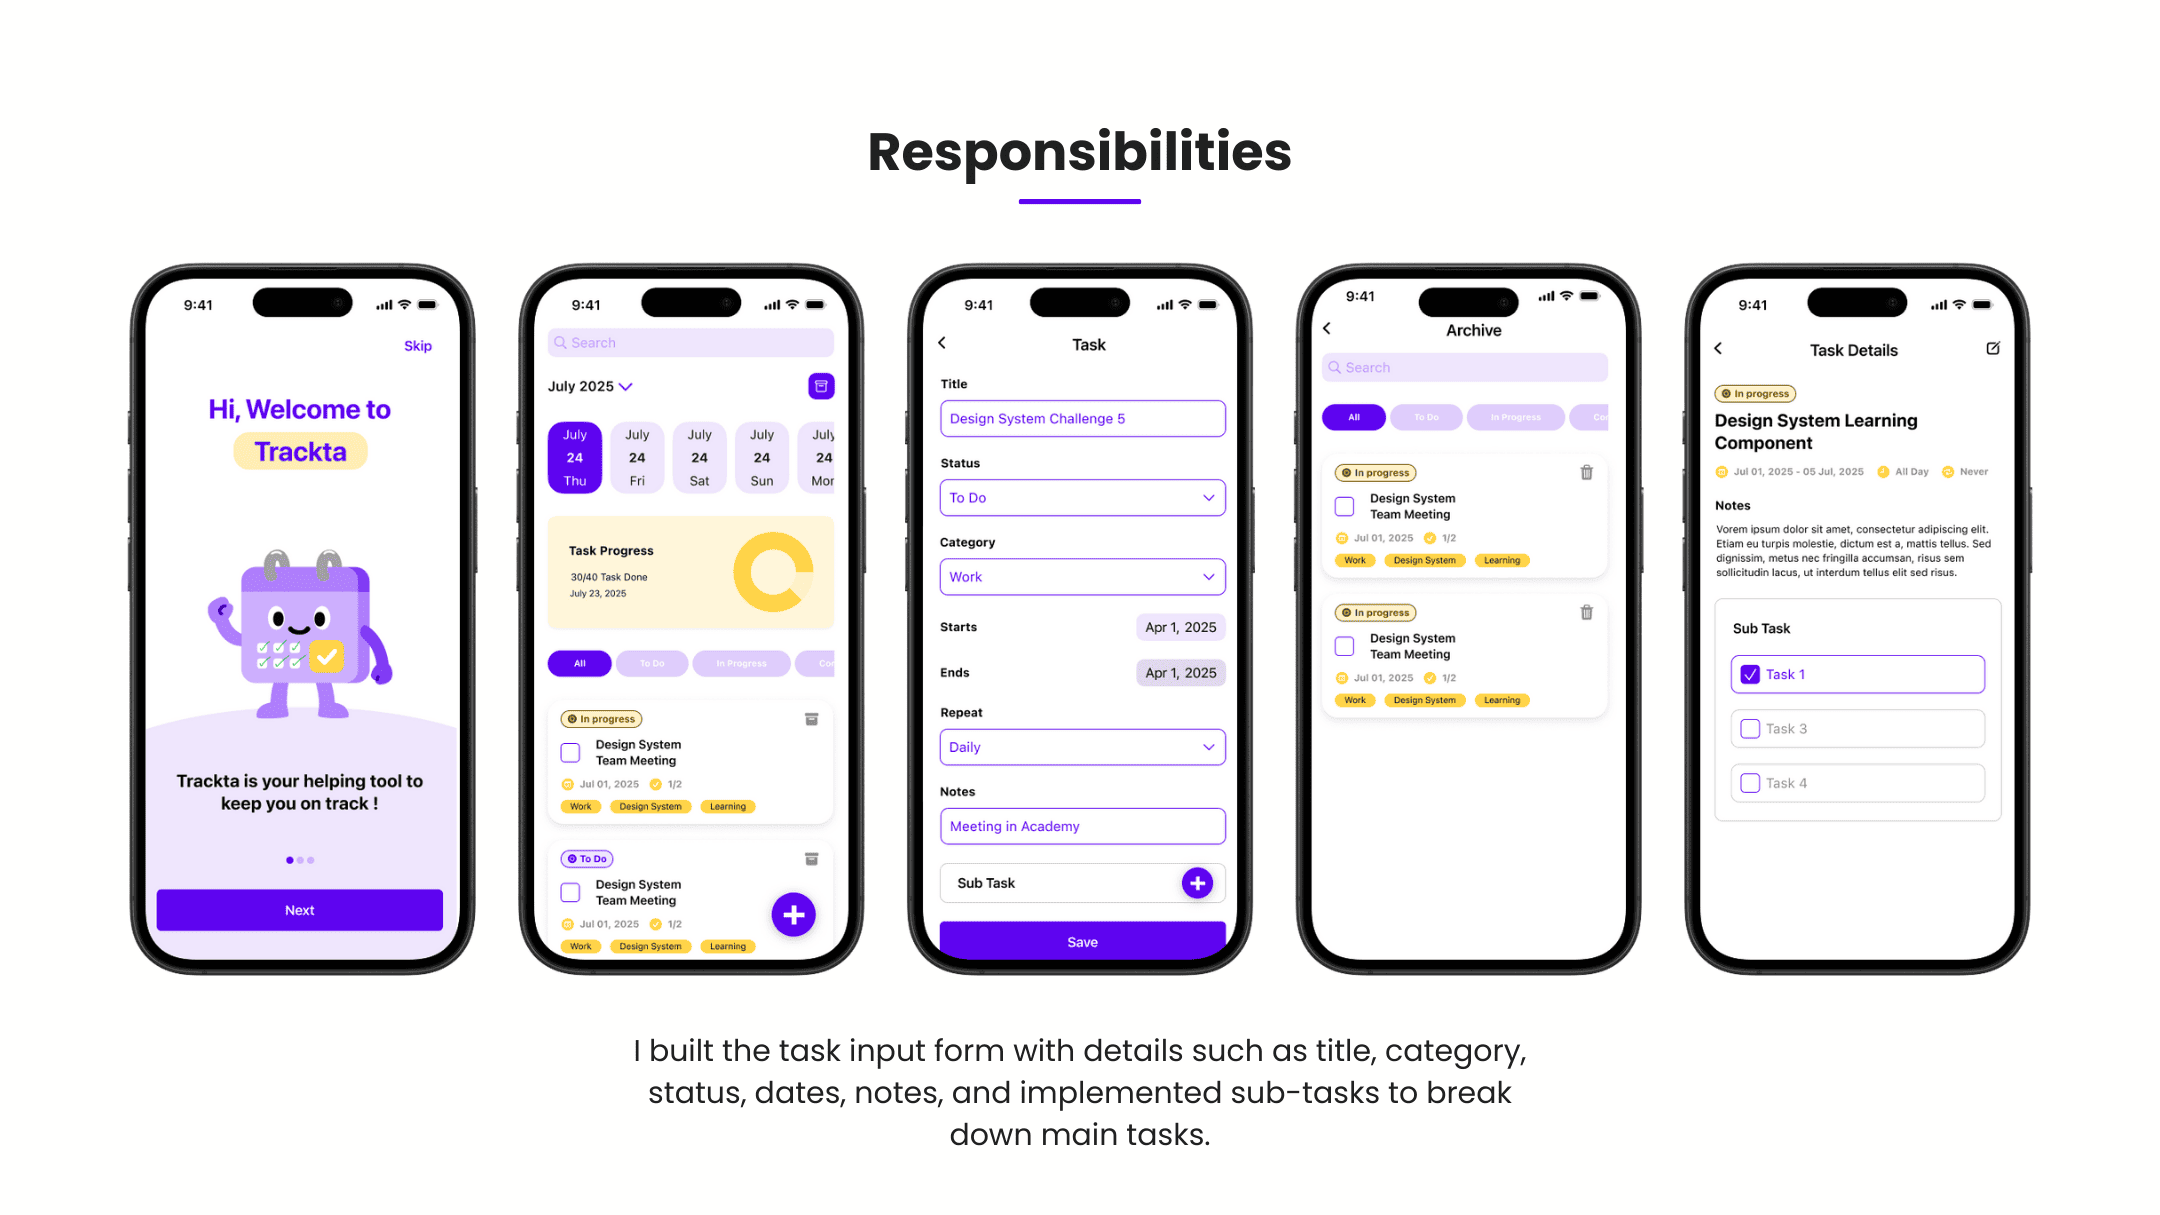 Responsibilities
9:41
Skip
Hi, Welcome to
Trackta
Trackta is your helping tool to
keep you on track !
Next
9:41
Search
July 2025
July
24
Thu
July
24
Fri
July
24
Sat
July
24
Sun
July
24
Mon
Task Progress
30/40 Task Done
July 23, 2025
All
To Do
In Progress
In progress
Design System
Team Meeting
Jul 01, 2025
1/2
Work
Design System
Learning
To Do
Design System
Team Meeting
Jul 01, 2025
1/2
Work
Design System
Learning
9:41
Task
Title
Design System Challenge 5
Status
To Do
Category
Work
Starts
Apr 1, 2025
Ends
Apr 1, 2025
Repeat
Daily
Notes
Meeting in Academy
Sub Task
Save
9:41
Archive
Search
All
To Do
In Progress
In progress
Design System
Team Meeting
Jul 01, 2025
1/2
Work
Design System
Learning
In progress
Design System
Team Meeting
Jul 01, 2025
1/2
Work
Design System
Learning
9:41
Task Details
In progress
Design System Learning
Component
Jul 01, 2025 - 05 Jul, 2025
All Day
Never
Notes
Vorem ipsum dolor sit amet, consectetur adipiscing elit.
Etiam eu turpis molestie, dictum est a, mattis tellus. Sed
dignissim, metus nec fringilla accumsan, risus sem
sollicitudin lacus, ut interdum tellus elit sed risus.
Sub Task
Task 1
Task 3
Task 4
I built the task input form with details such as title, category,
status, dates, notes, and implemented sub-tasks to break
down main tasks.